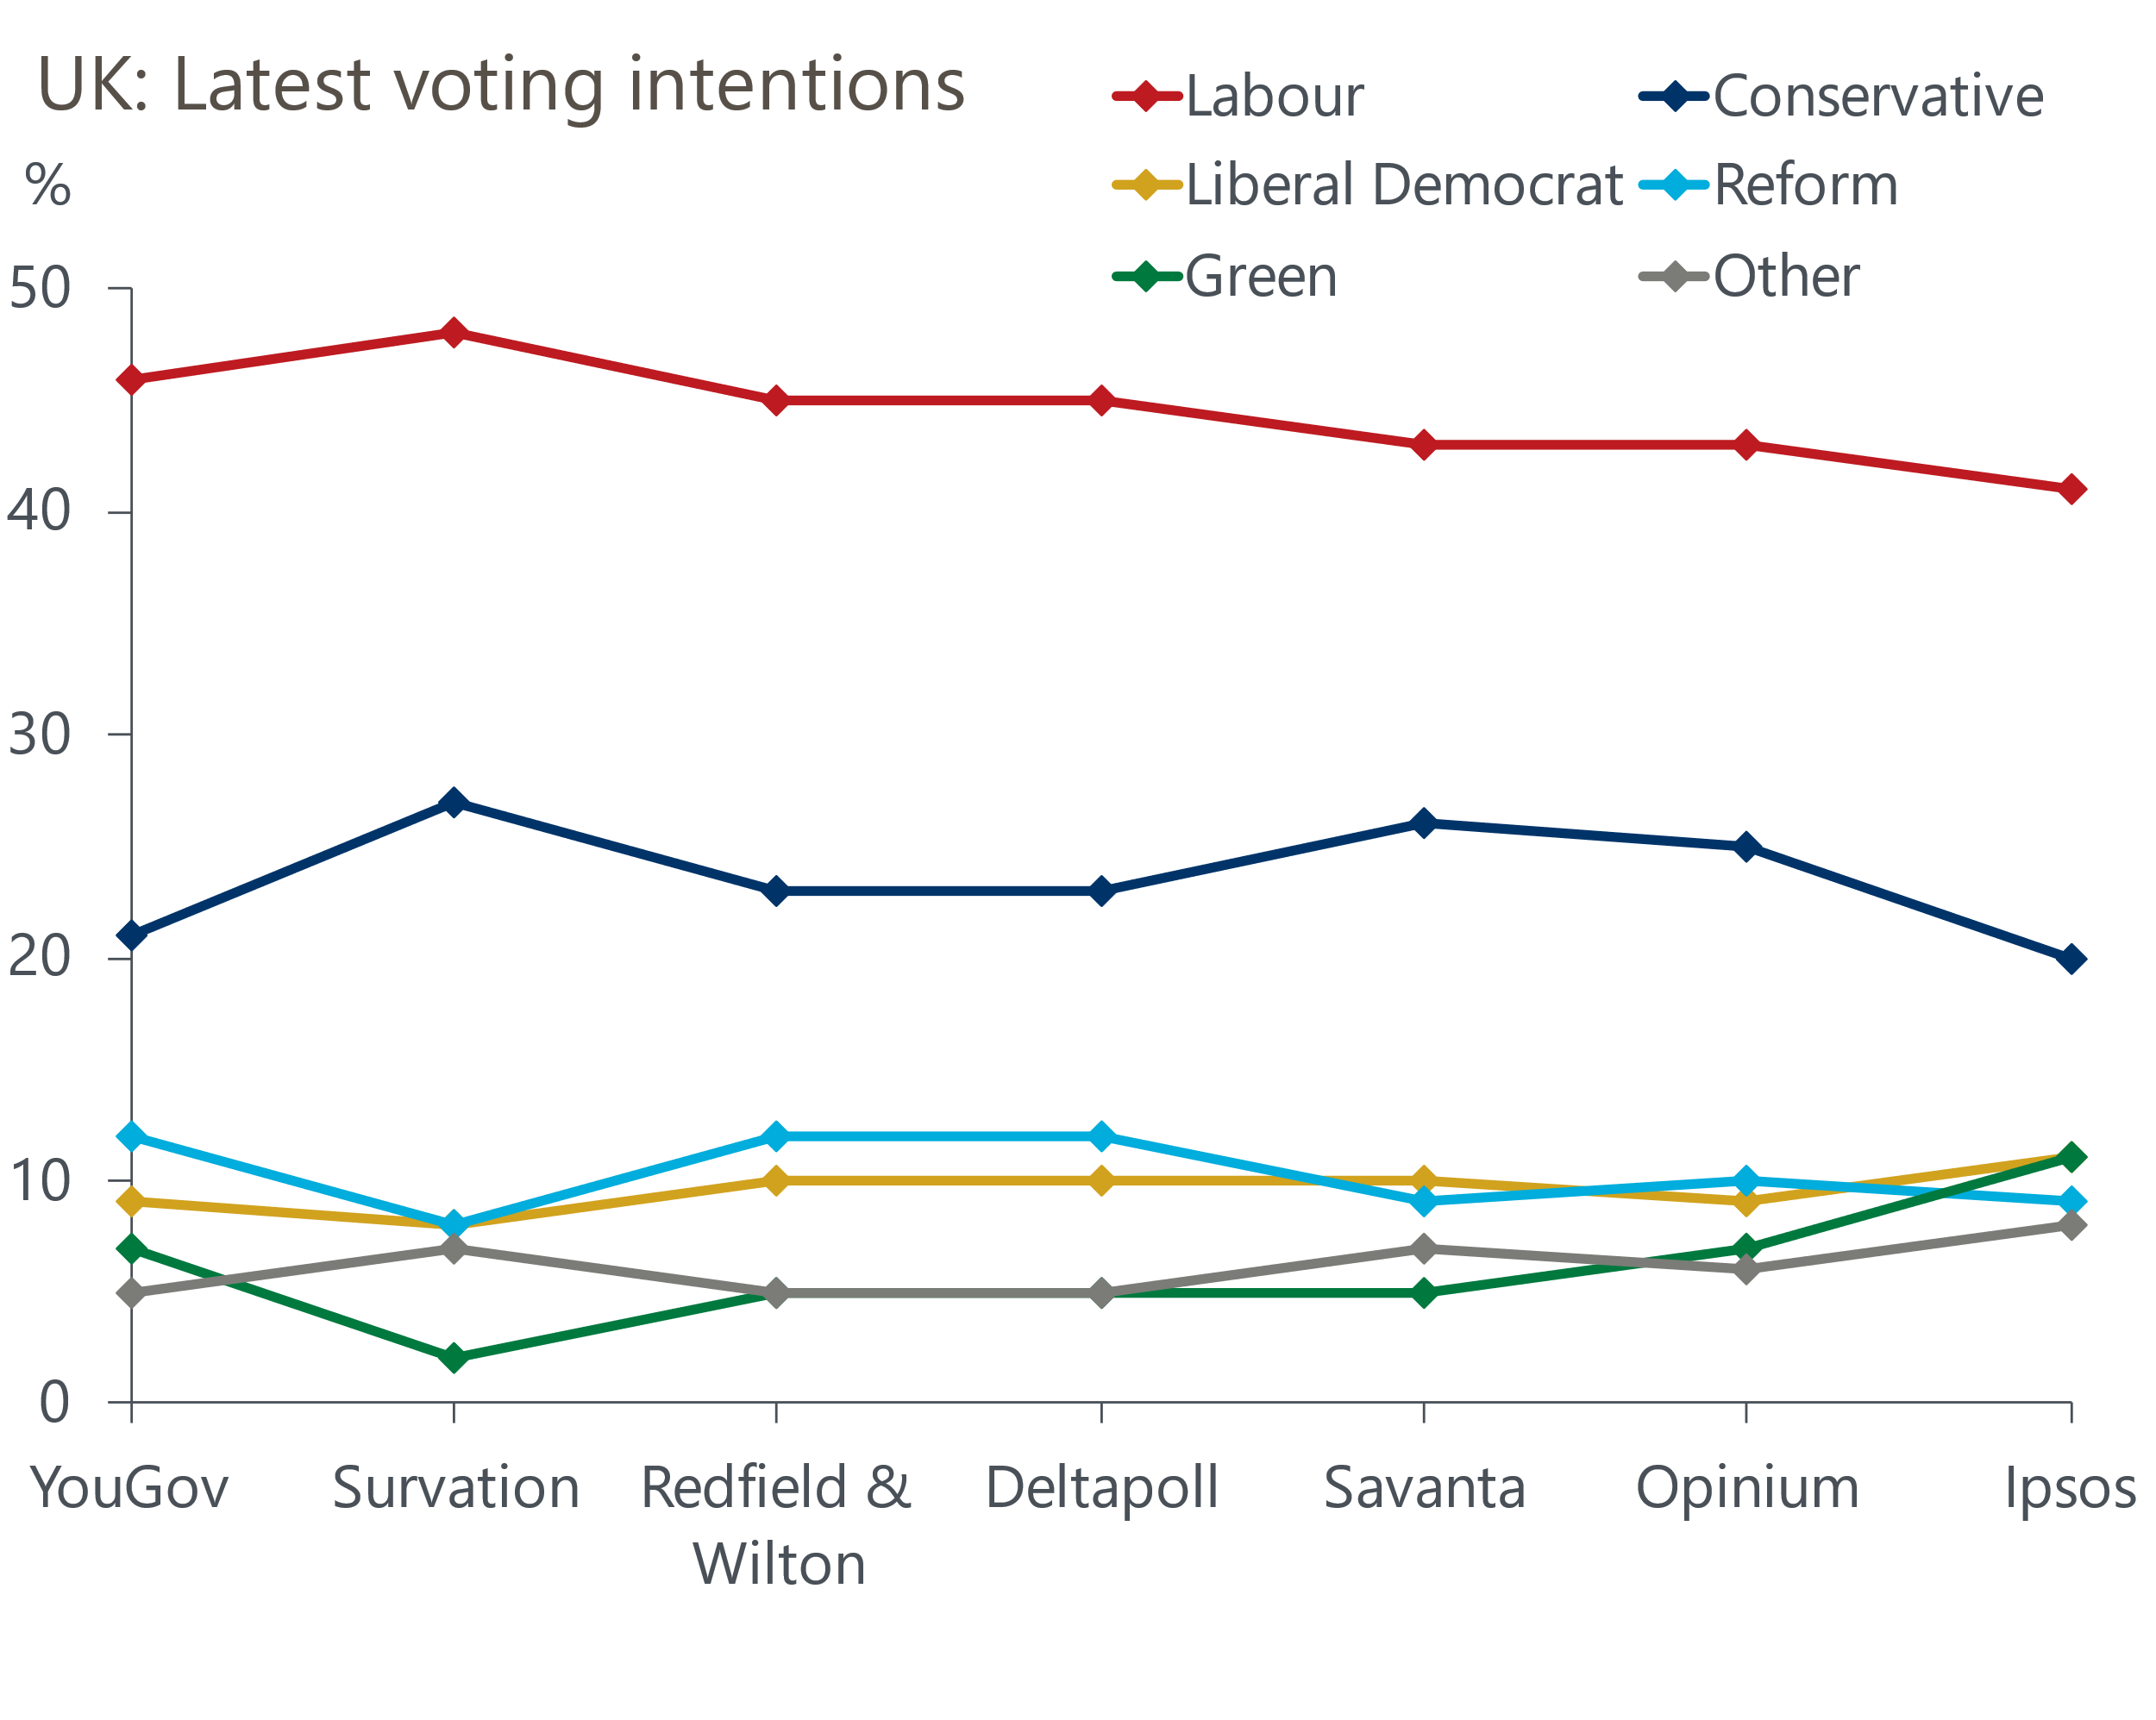 UK: Latest voting intentions
Labour
Conservative
%
Liberal Democrat
Reform
Green
Other
50
40
30
20
10
0
YouGov
Survation
Redfield &
Wilton
Deltapoll
Savanta
Opinium
Ipsos